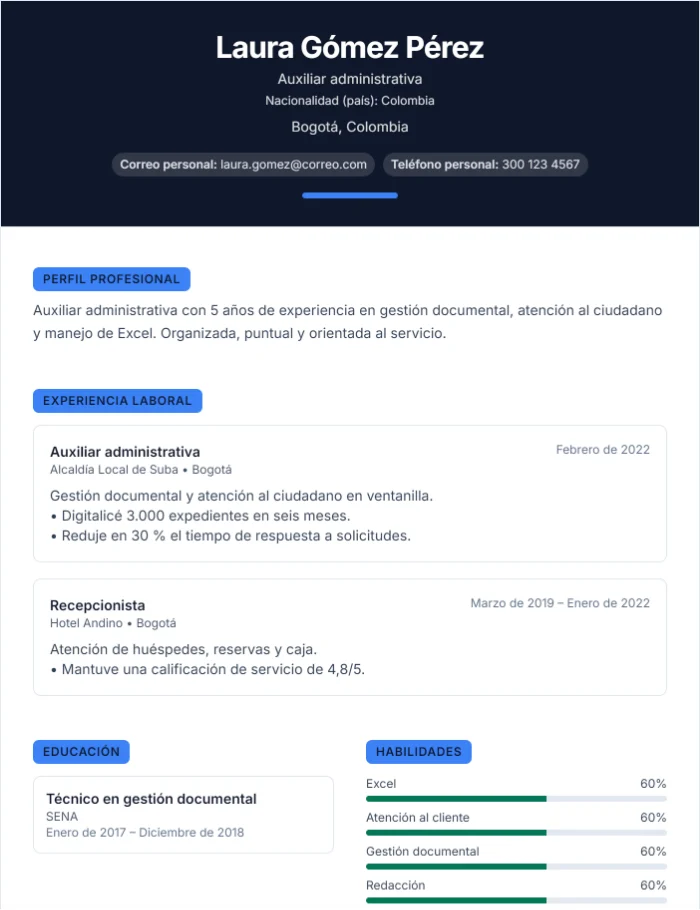 Laura Gómez Pérez
Auxiliar administrativa
Nacionalidad (país): Colombia
Bogotá, Colombia
Correo personal: laura.gomez@correo.com
Teléfono personal: 300 123 4567
PERFIL PROFESIONAL
Auxiliar administrativa con 5 años de experiencia en gestión documental, atención al ciudadano
y manejo de Excel. Organizada, puntual y orientada al servicio.
EXPERIENCIA LABORAL
Auxiliar administrativa
Febrero de 2022
Alcaldía Local de Suba • Bogotá
Gestión documental y atención al ciudadano en ventanilla.
• Digitalicé 3.000 expedientes en seis meses.
• Reduje en 30 % el tiempo de respuesta a solicitudes.
Recepcionista
Marzo de 2019 – Enero de 2022
Hotel Andino • Bogotá
Atención de huéspedes, reservas y caja.
• Mantuve una calificación de servicio de 4,8/5.
EDUCACIÓN
Técnico en gestión documental
SENA
Enero de 2017 – Diciembre de 2018
HABILIDADES
Excel 60%
Atención al cliente 60%
Gestión documental 60%
Redacción 60%